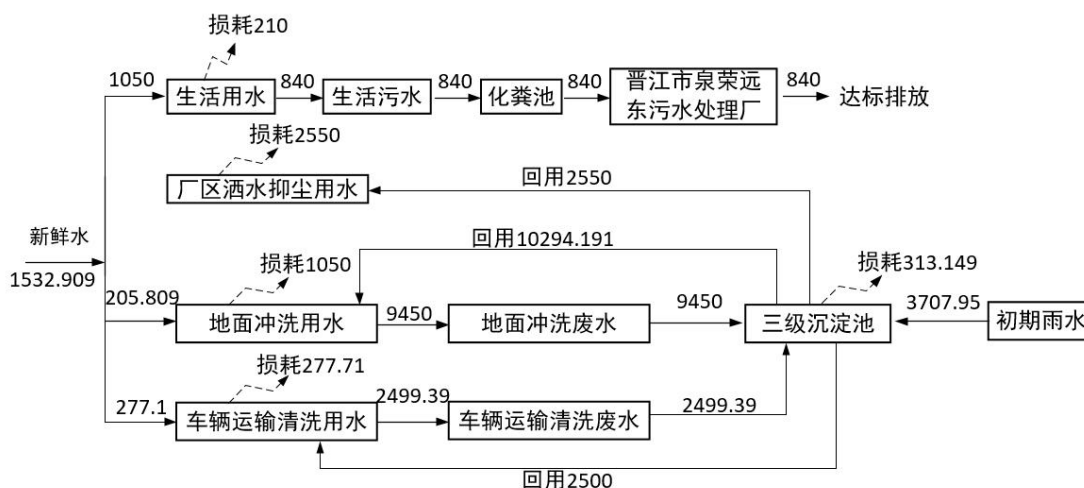 损耗210
1050
生活用水
840
生活污水
840
化粪池
840
晋江市泉荣远
东污水处理厂
840
达标排放
损耗2550
厂区洒水抑尘用水
回用2550
新鲜水
1532.909
回用10294.191
损耗1050
损耗313.149
205.809
地面冲洗用水
9450
地面冲洗废水
9450
三级沉淀池
3707.95
初期雨水
损耗277.71
277.1
车辆运输清洗用水
2499.39
车辆运输清洗废水
2499.39
回用2500